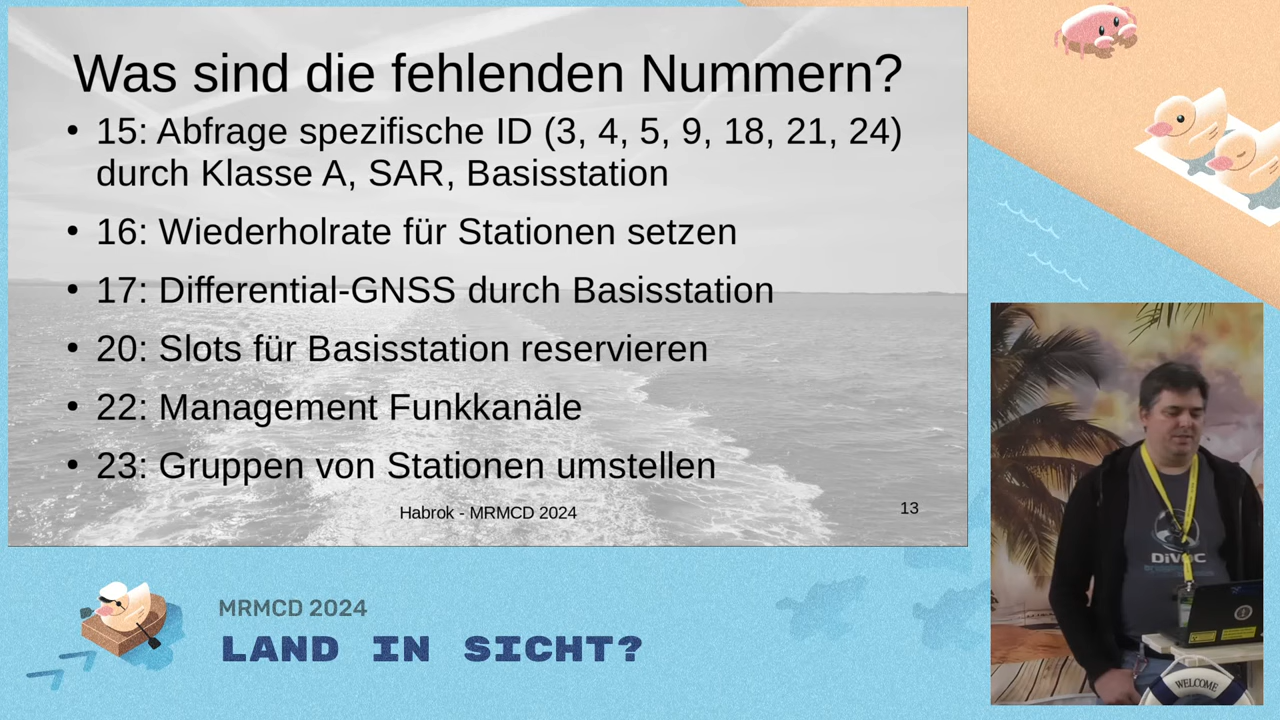 Was sind die fehlenden Nummern?
• 15: Abfrage spezifische ID (3, 4, 5, 9, 18, 21, 24)
durch Klasse A, SAR, Basisstation
• 16: Wiederholrate für Stationen setzen
• 17: Differential-GNSS durch Basisstation
• 20: Slots für Basisstation reservieren
• 22: Management Funkkanäle
• 23: Gruppen von Stationen umstellen
Habrok - MRMCD 2024
13
MRMCD 2024
LAND IN SICHT?
DiVOC
WELCOME